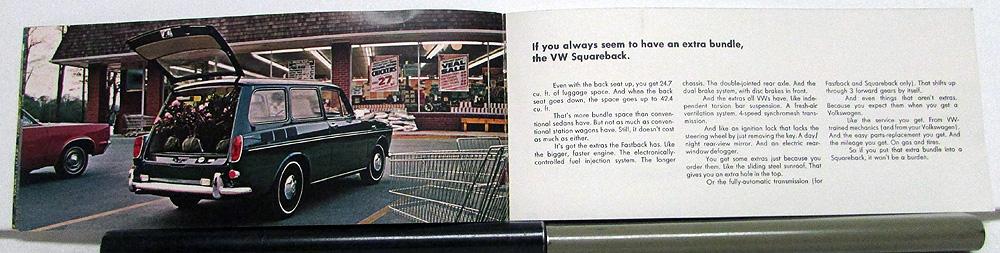 CHECKERS
27
VEAL
SALE
If you always seem to have an extra bundle,
the VW Squareback.
Even with the back seat up, you get 24.7
cu. ft. of luggage space. And when the back
seat goes down, the space goes up to 42.4
cu. ft.
That's more bundle space than conven-
tional sedans have. But not as much as conven-
tional station wagons have. Still, it doesn't cost
as much as either.
It's got the extras the Fastback has. Like
the bigger, faster engine. The electronically-
controlled fuel injection system. The longer
chassis. The double-jointed rear axle. And the
dual brake system, with disc brakes in front.
And the extras all VWs have. Like inde-
pendent torsion bar suspension. A fresh-air
ventilation system. 4-speed synchromesh trans-
mission.
And like an ignition lock that locks the
steering wheel by just removing the key. A day/
night rear-view mirror. And an electric rear-
window defogger.
You get some extras just because you
order them. Like the sliding steel sunroof. That
gives you an extra hole in the top.
Or the fully-automatic transmission (for
Fastback and Squareback only). That shifts up
through 3 forward gears by itself.
And even things that aren't extras.
Because you expect them when you get a
Volkswagen.
Like the service you get. From VW-
trained mechanics (and from your Volkswagen).
And the easy parts-replacement you get. And
the mileage you get. On gas and tires.
So if you put that extra bundle into a
Squareback, it won't be a burden.